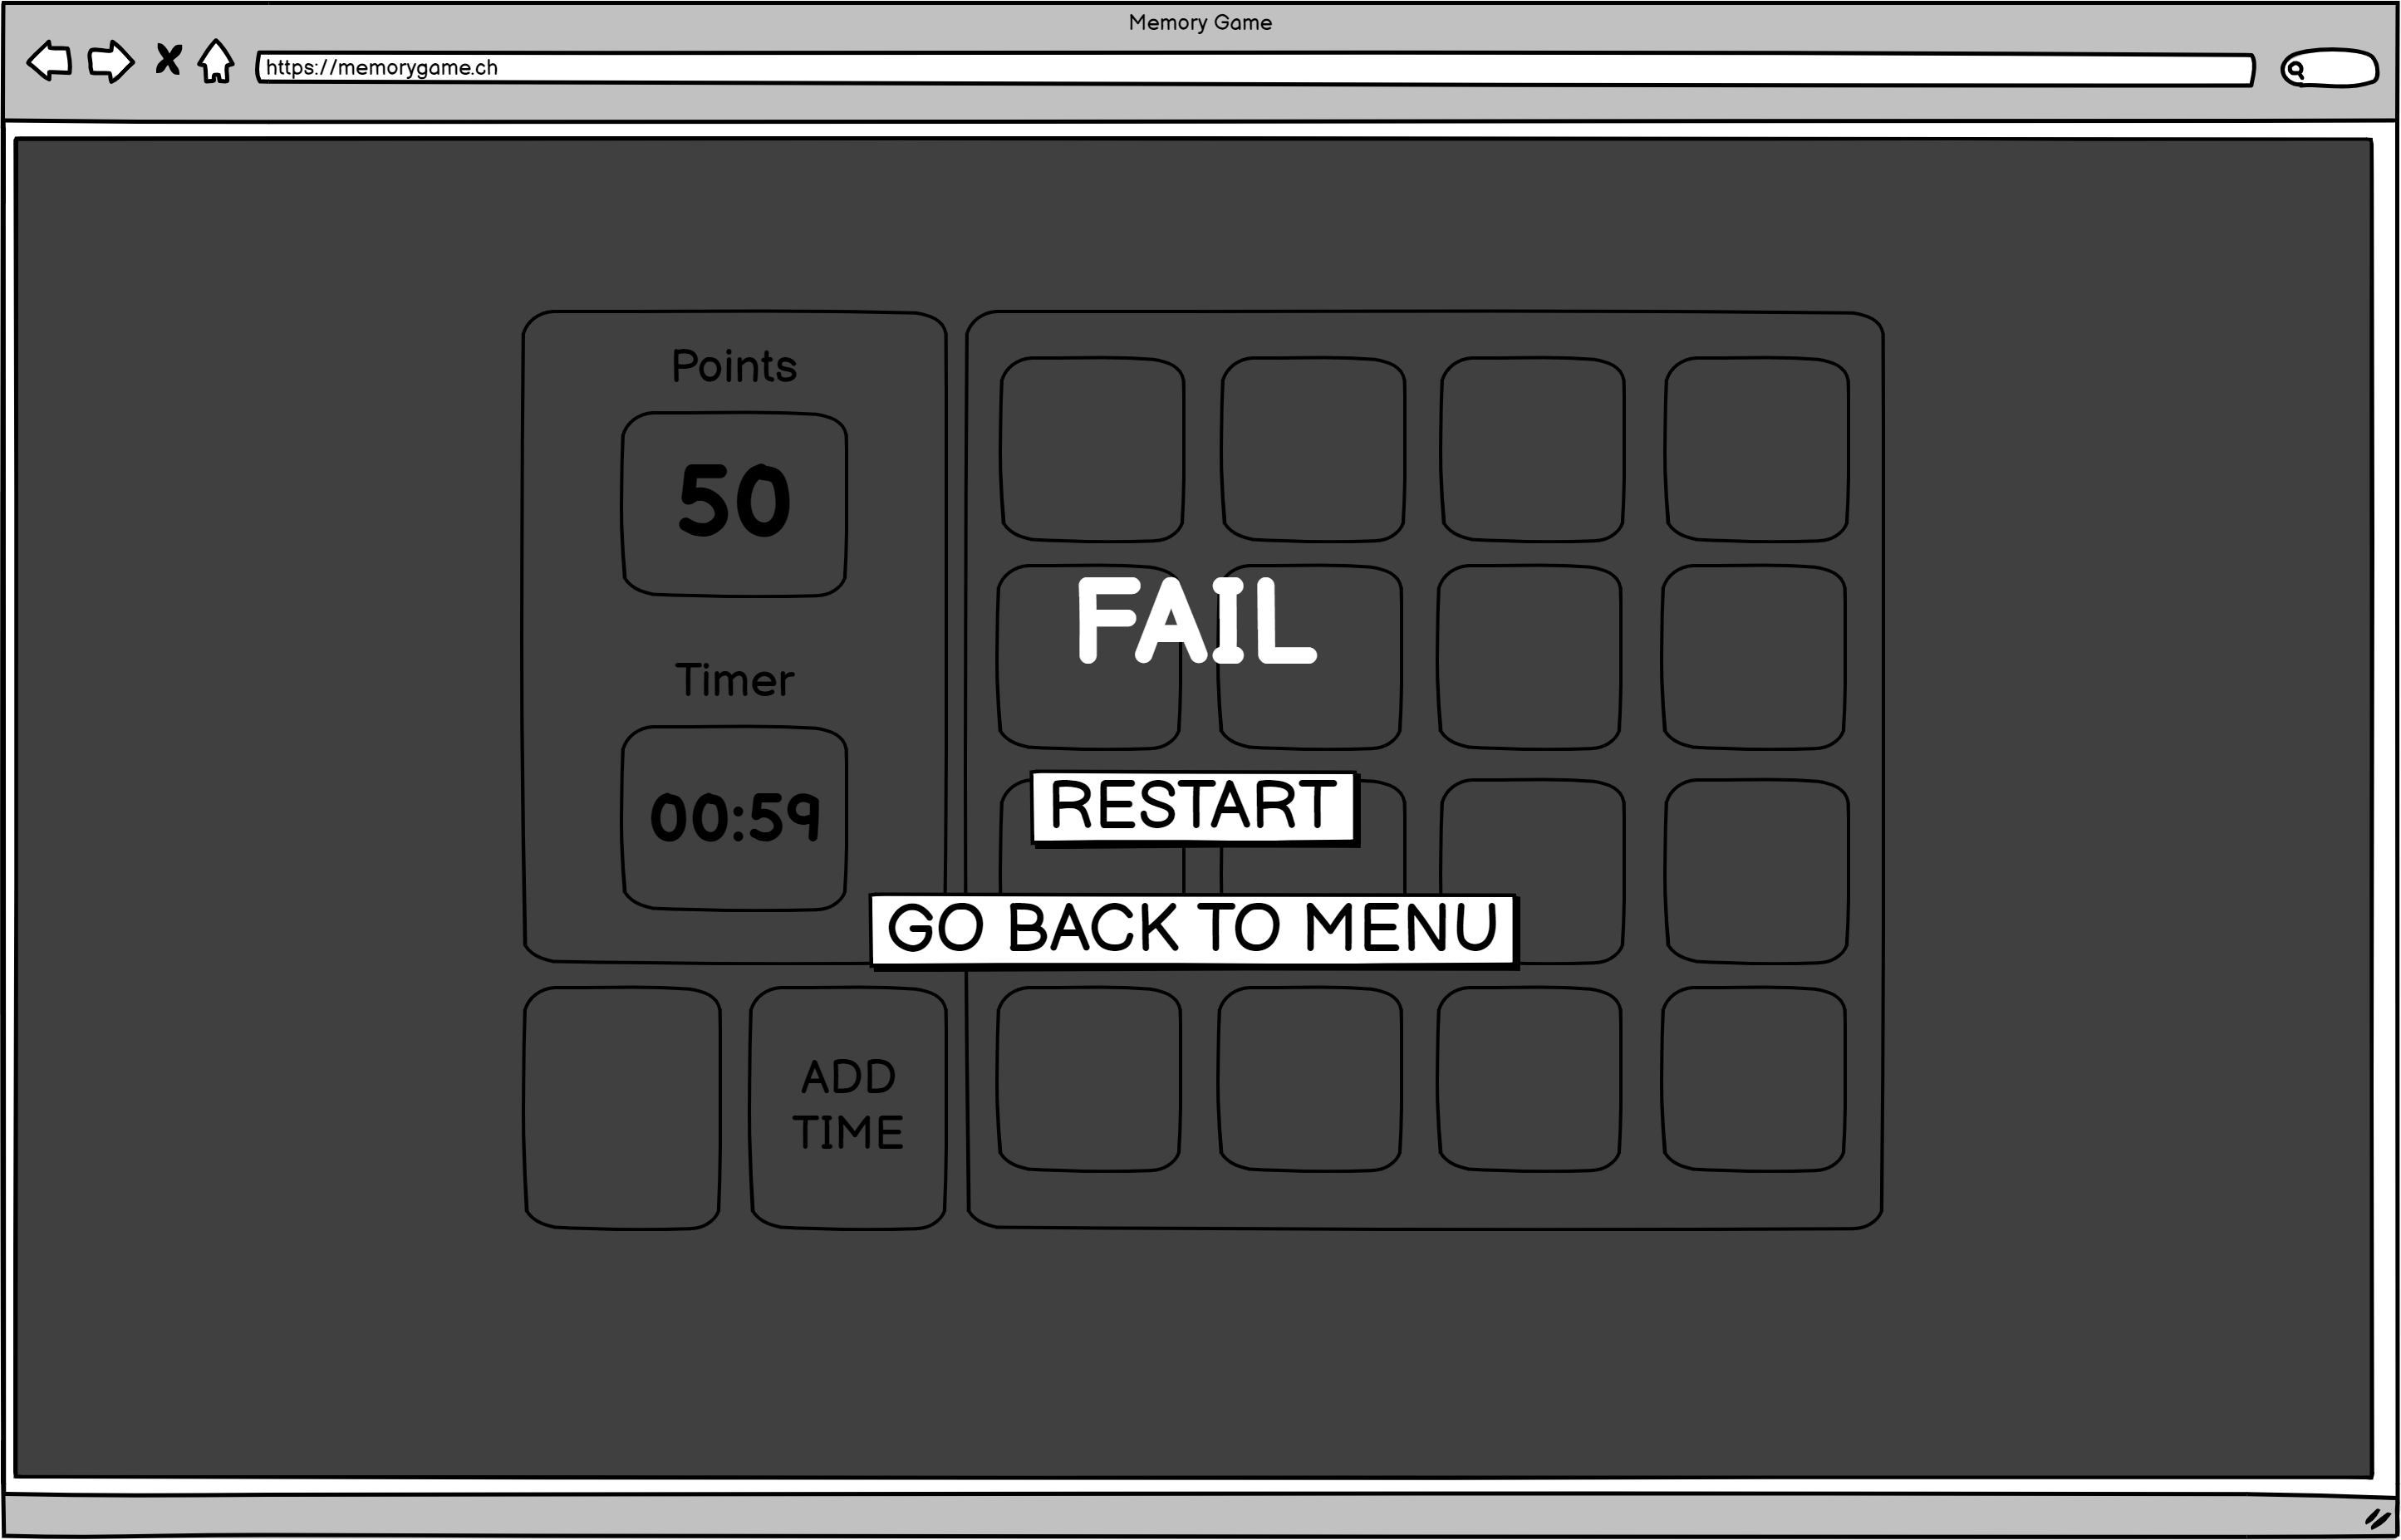 Memory Game
https://memorygame.ch
Points
50
FAIL
Timer
RESTART
00:59
GO BACK TO MENU
ADD
TIME